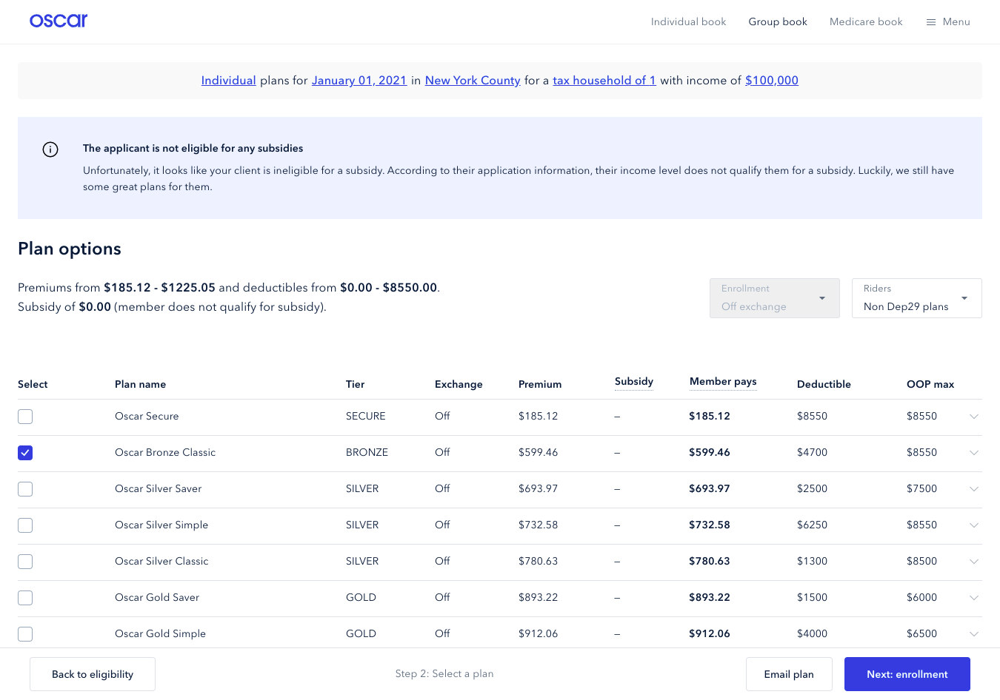 oscar
Individual book
Group book
Medicare book
Menu
Individual plans for January 01, 2021 in New York County for a tax household of 1 with income of $100,000
The applicant is not eligible for any subsidies
Unfortunately, it looks like your client is ineligible for a subsidy. According to their application information, their income level does not qualify them for a subsidy. Luckily, we still have
some great plans for them.
Plan options
Premiums from $185.12 - $1225.05 and deductibles from $0.00 - $8550.00.
Subsidy of $0.00 (member does not qualify for subsidy).
Enrollment
Off exchange
Riders
Non Dep29 plans
Select Plan name Tier Exchange Premium Subsidy Member pays Deductible OOP max
Oscar Secure SECURE Off $185.12 – $185.12 $8550 $8550
Oscar Bronze Classic BRONZE Off $599.46 – $599.46 $4700 $8550
Oscar Silver Saver SILVER Off $693.97 – $693.97 $2500 $7500
Oscar Silver Simple SILVER Off $732.58 – $732.58 $6250 $8550
Oscar Silver Classic SILVER Off $780.63 – $780.63 $1300 $8500
Oscar Gold Saver GOLD Off $893.22 – $893.22 $1500 $6000
Oscar Gold Simple GOLD Off $912.06 – $912.06 $4000 $6500
Back to eligibility
Step 2: Select a plan
Email plan
Next: enrollment